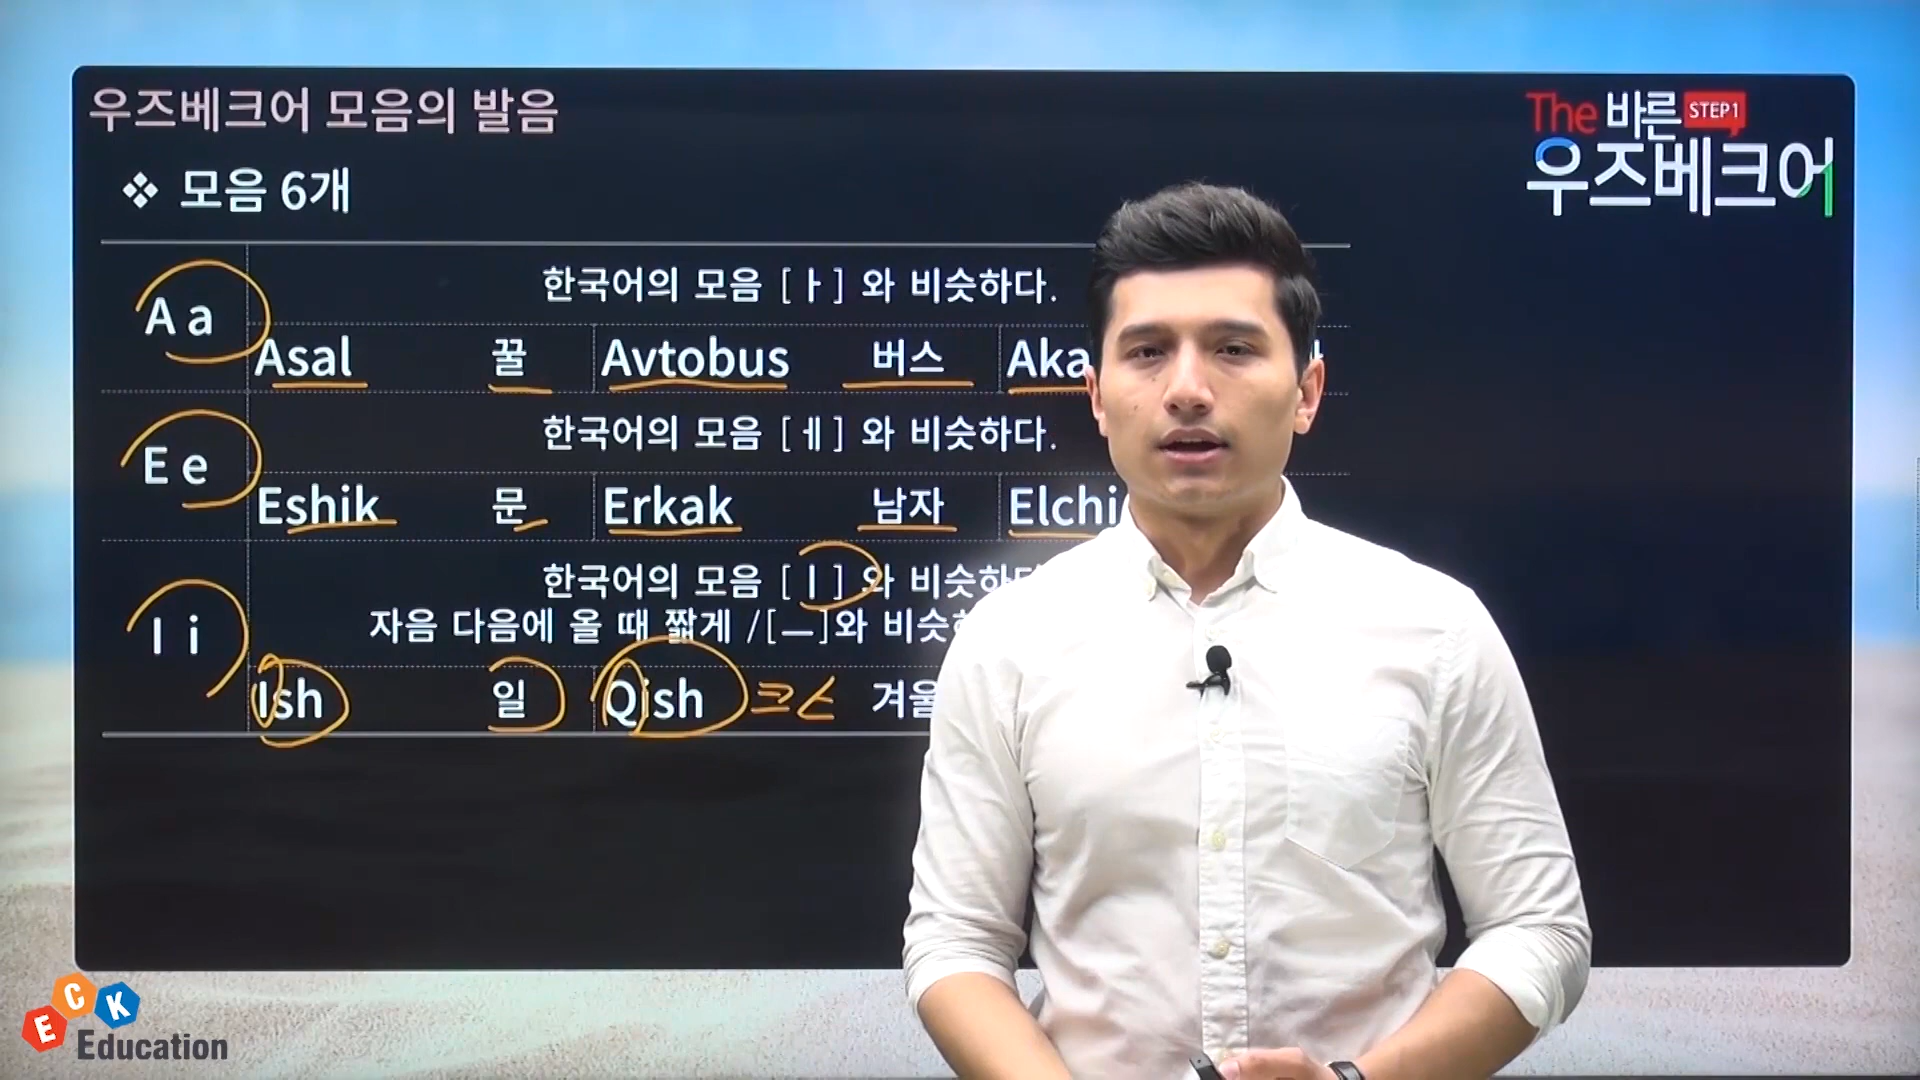 우즈베크어 모음의 발음
The 바른 STEP1
우즈베크어
❖ 모음 6개
A a
한국어의 모음 [ㅏ] 와 비슷하다.
Asal 꿀 Avtobus 버스 Aka
E e
한국어의 모음 [ㅔ] 와 비슷하다.
Eshik 문 Erkak 남자 Elchi
I i
한국어의 모음 [ㅣ] 와 비슷하다
자음 다음에 올 때 짧게 /[ㅡ]와 비슷
Ish 일 Qish 크스 겨울
ECK
Education